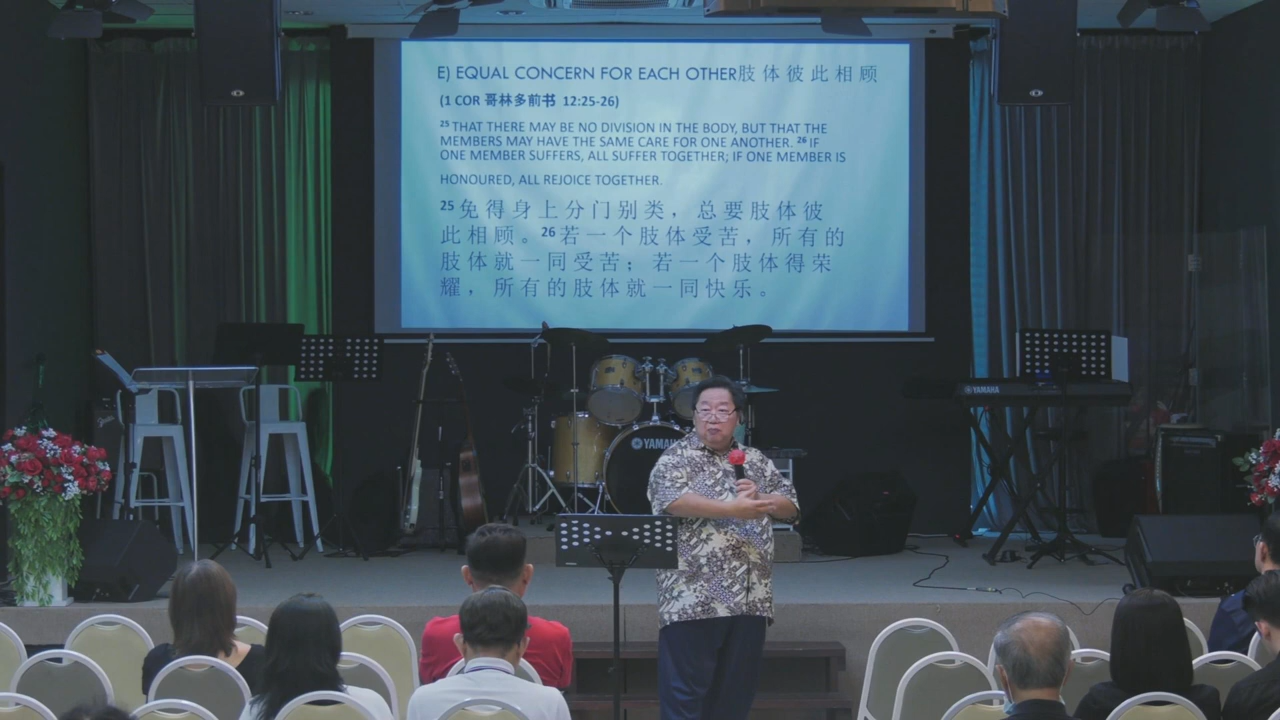 E) EQUAL CONCERN FOR EACH OTHER肢体彼此相顾
(1 COR 哥林多前书 12:25-26)
25 THAT THERE MAY BE NO DIVISION IN THE BODY, BUT THAT THE
MEMBERS MAY HAVE THE SAME CARE FOR ONE ANOTHER. 26 IF
ONE MEMBER SUFFERS, ALL SUFFER TOGETHER; IF ONE MEMBER IS
HONOURED, ALL REJOICE TOGETHER.
25 免得身上分门别类，总要肢体彼
此相顾。26 若一个肢体受苦，所有的
肢体就一同受苦；若一个肢体得荣
耀，所有的肢体就一同快乐。
YAMAHA
YAMAHA